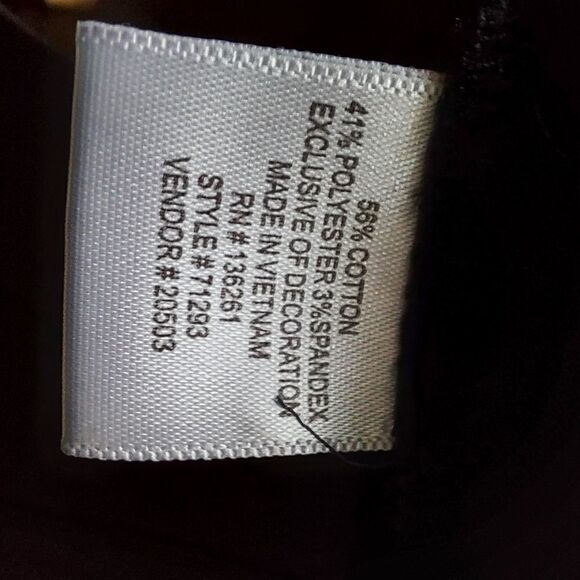 56% COTTON
41% POLYESTER 3%SPANDEX
EXCLUSIVE OF DECORATION
MADE IN VIETNAM
RN# 136261
STYLE # 71293
VENDOR # 20503